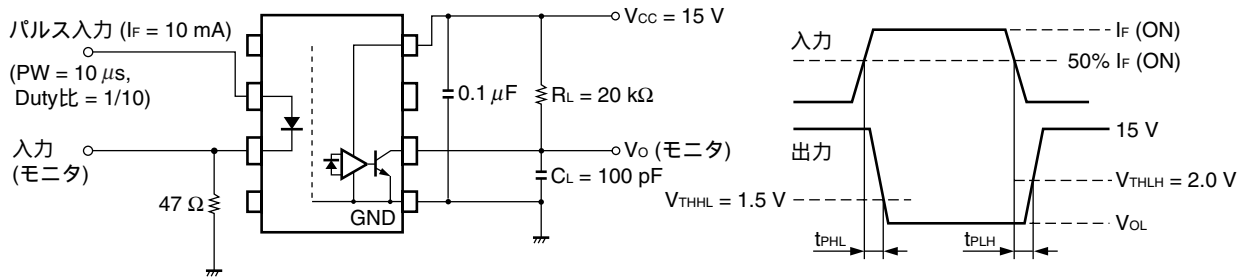 パルス入力 (IF = 10 mA)
(PW = 10 μs,
Duty比 = 1/10)
入力
(モニタ)
47 Ω
GND
0.1 μF
VCC = 15 V
RL = 20 kΩ
VO (モニタ)
CL = 100 pF
入力
IF (ON)
50% IF (ON)
出力
15 V
VTHHL = 1.5 V
VTHLH = 2.0 V
VOL
tPHL
tPLH